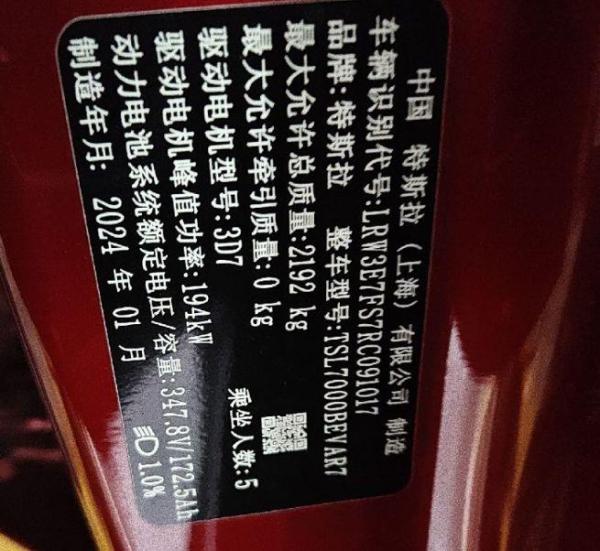 中国 特斯拉（上海）有限公司 制造
车辆识别代号:LRW3E7FS7RC091017
品牌:特斯拉 整车型号:TSL7000BEVAR7
最大允许总质量:2192 kg
最大允许牵引质量:0 kg 乘坐人数:5
驱动电机型号:3D7
驱动电机峰值功率:194kW
动力电池系统额定电压/容量:347.8V/172.5Ah
制造年月: 2024 年 01 月 1.0%